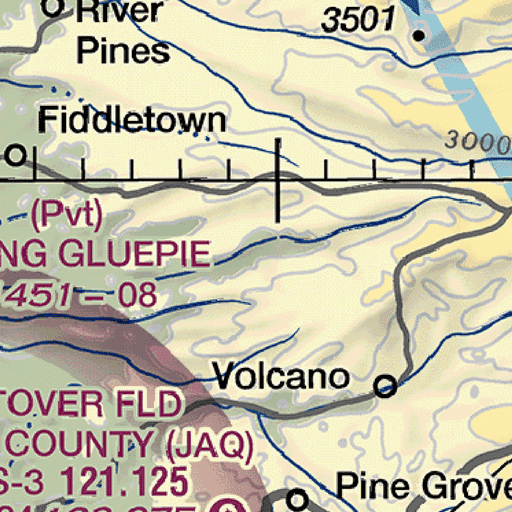 River
Pines
3501
Fiddletown
3000
(Pvt)
NG GLUEPIE
451 – 08
Volcano
TOVER FLD
COUNTY (JAQ)
S-3 121.125
Pine Grove